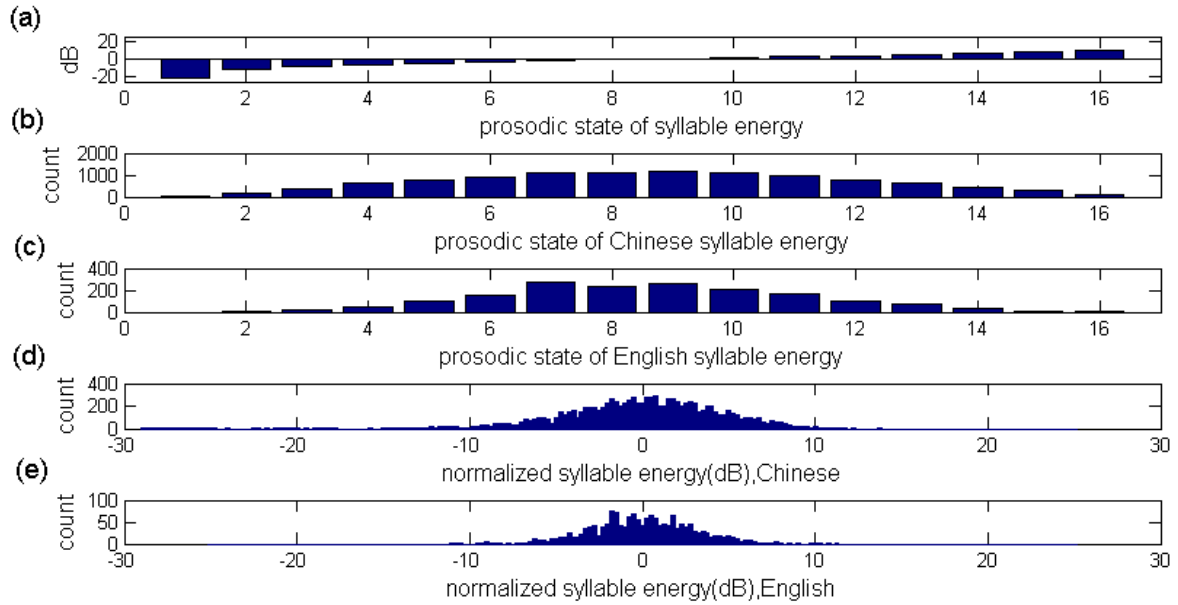 (a)
20
0
-20
dB
0 2 4 6 8 10 12 14 16
prosodic state of syllable energy
(b)
2000
1000
0
count
0 2 4 6 8 10 12 14 16
prosodic state of Chinese syllable energy
(c)
400
200
0
count
0 2 4 6 8 10 12 14 16
prosodic state of English syllable energy
(d)
400
200
0
count
-30 -20 -10 0 10 20 30
normalized syllable energy(dB),Chinese
(e)
100
50
0
count
-30 -20 -10 0 10 20 30
normalized syllable energy(dB),English